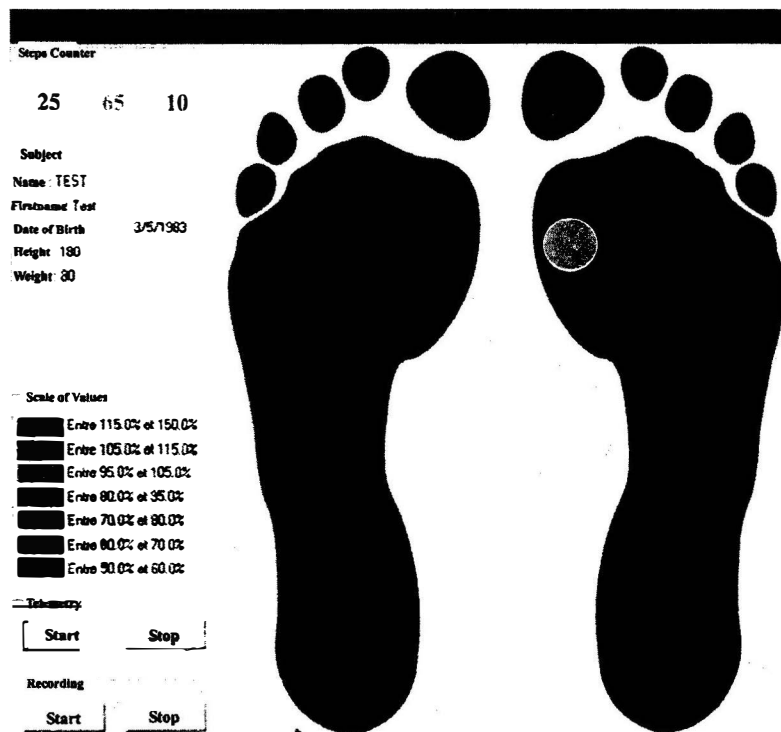 Steps Counter
25 65 10
Subject
Name : TEST
Firstname Test
Date of Birth 3/5/1983
Height 180
Weight 80
Scale of Values
Entre 115.0% et 150.0%
Entre 105.0% et 115.0%
Entre 95.0% et 105.0%
Entre 80.0% et 95.0%
Entre 70.0% et 80.0%
Entre 60.0% et 70.0%
Entre 50.0% et 60.0%
Telemetry
Start Stop
Recording
Start Stop